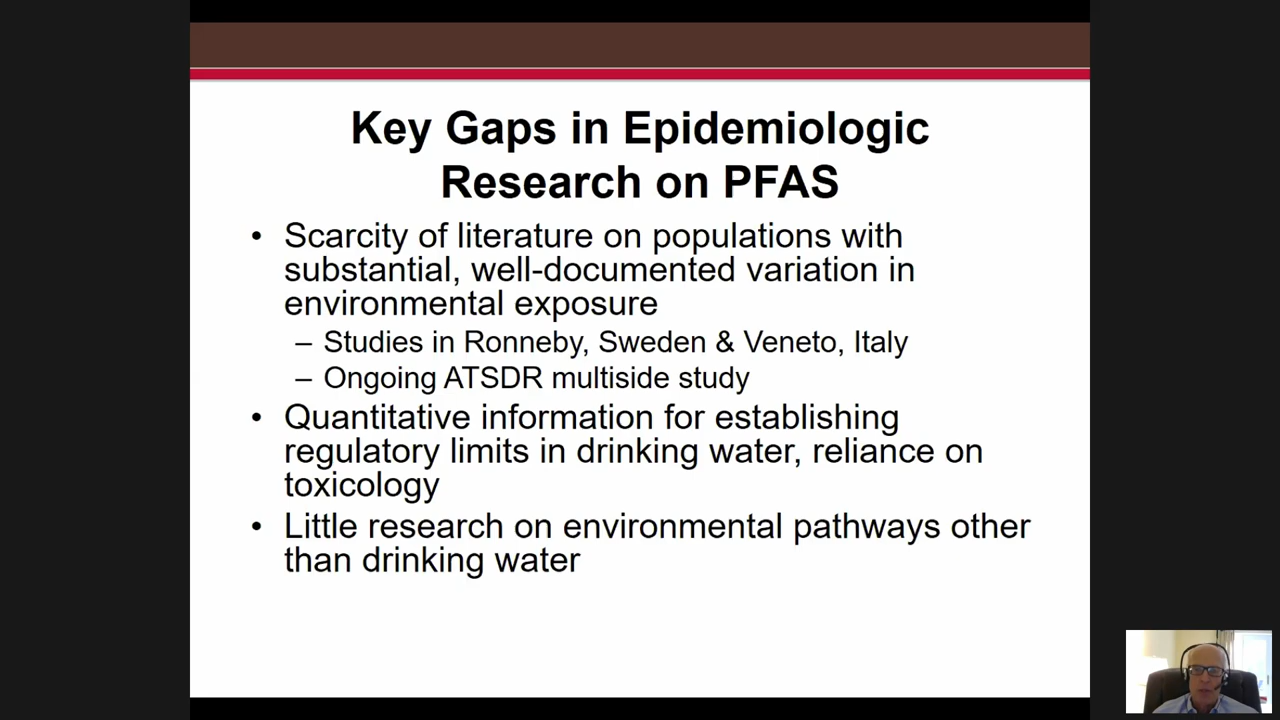 Key Gaps in Epidemiologic
Research on PFAS
• Scarcity of literature on populations with
substantial, well-documented variation in
environmental exposure
– Studies in Ronneby, Sweden & Veneto, Italy
– Ongoing ATSDR multiside study
• Quantitative information for establishing
regulatory limits in drinking water, reliance on
toxicology
• Little research on environmental pathways other
than drinking water